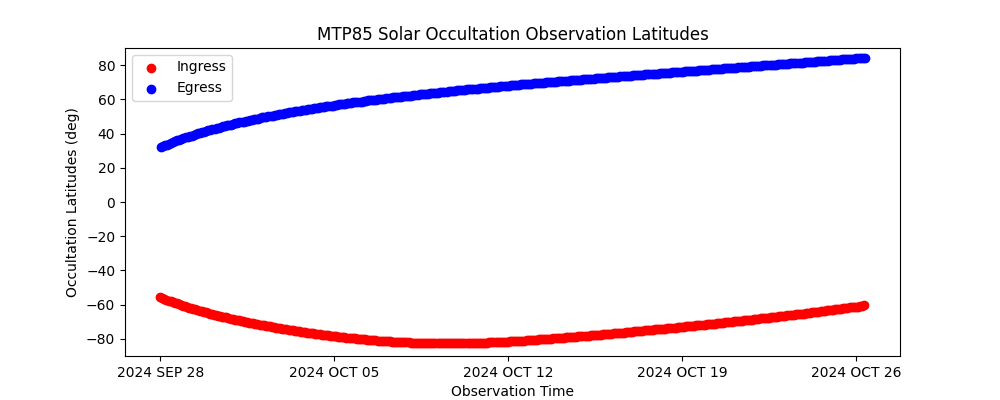 MTP85 Solar Occultation Observation Latitudes
Ingress
Egress
Occultation Latitudes (deg)
80
60
40
20
0
−20
−40
−60
−80
2024 SEP 28 2024 OCT 05 2024 OCT 12 2024 OCT 19 2024 OCT 26
Observation Time